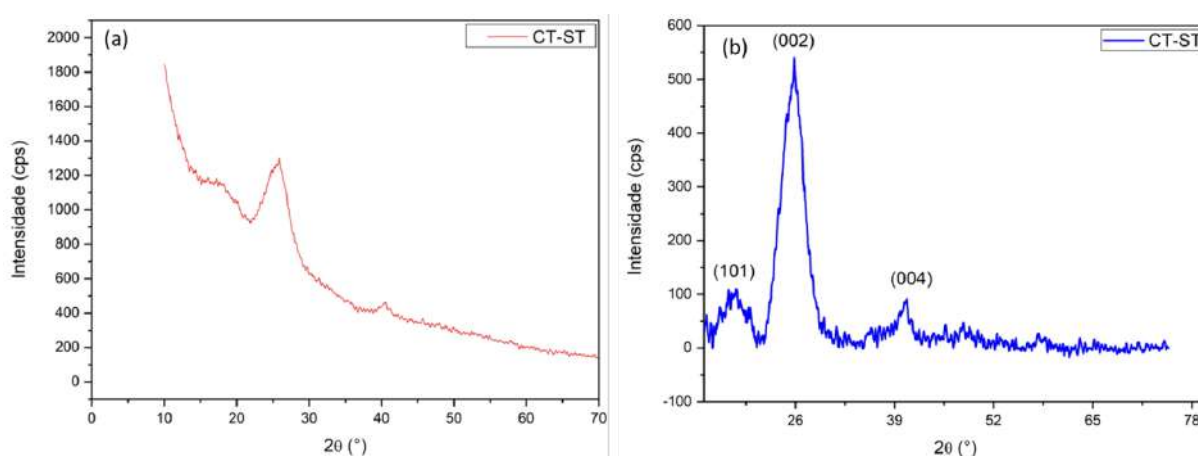 (a)
CT-ST
Intensidade (cps)
2000
1800
1600
1400
1200
1000
800
600
400
200
0
0 10 20 30 40 50 60 70
2θ (°)
(b)
CT-ST
(002)
(101)
(004)
Intensidade (cps)
600
500
400
300
200
100
0
-100
26 39 52 65 78
2θ (°)